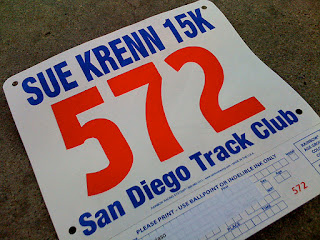 SUE KRENN 15K
572
San Diego Track Club
PLEASE PRINT - USE BALLPOINT OR INDELIBLE INK ONLY
572